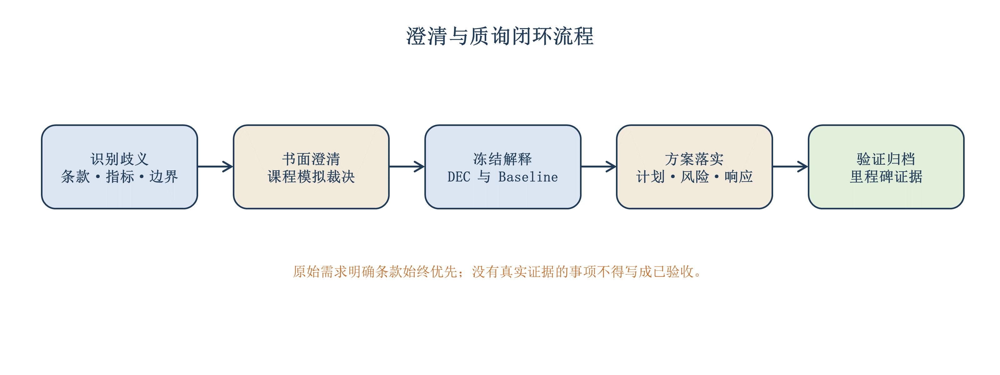 澄清与质询闭环流程
识别歧义
条款·指标·边界
书面澄清
课程模拟裁决
冻结解释
DEC 与 Baseline
方案落实
计划·风险·响应
验证归档
里程碑证据
原始需求明确条款始终优先；没有真实证据的事项不得写成已验收。